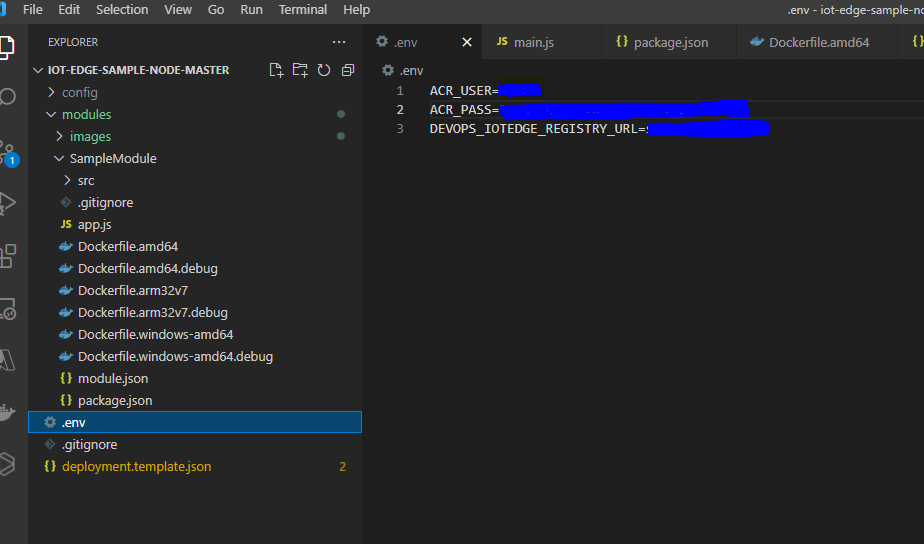 File Edit Selection View Go Run Terminal Help
.env - iot-edge-sample-no
EXPLORER
IOT-EDGE-SAMPLE-NODE-MASTER
config
modules
images
SampleModule
src
.gitignore
JS app.js
Dockerfile.amd64
Dockerfile.amd64.debug
Dockerfile.arm32v7
Dockerfile.arm32v7.debug
Dockerfile.windows-amd64
Dockerfile.windows-amd64.debug
{} module.json
{} package.json
.env
.gitignore
{} deployment.template.json 2
1
.env
JS main.js
{} package.json
Dockerfile.amd64
{}
.env
1 ACR_USER=
2 ACR_PASS=
3 DEVOPS_IOTEDGE_REGISTRY_URL=